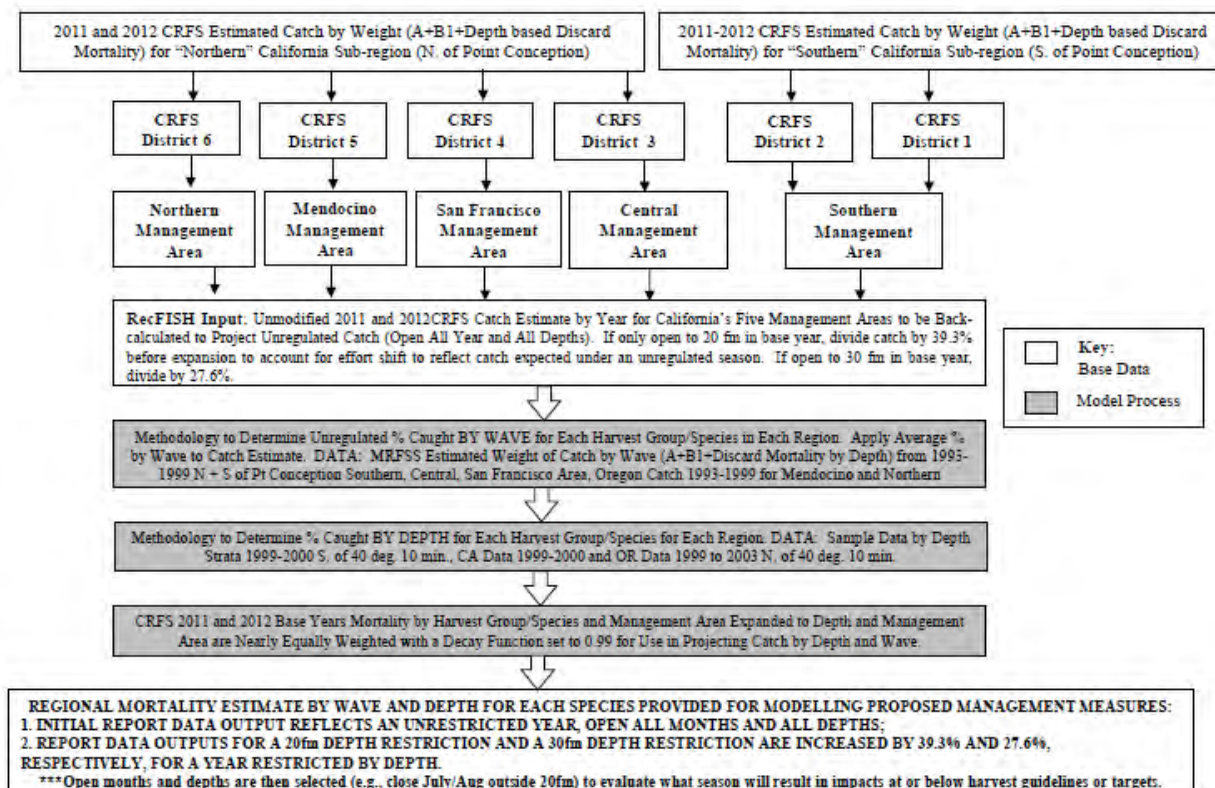 2011 and 2012 CRFS Estimated Catch by Weight (A+B1+Depth based Discard
Mortality) for “Northern” California Sub-region (N. of Point Conception)
2011-2012 CRFS Estimated Catch by Weight (A+B1+Depth based Discard
Mortality) for “Southern” California Sub-region (S. of Point Conception)
CRFS
District 6
CRFS
District 5
CRFS
District 4
CRFS
District 3
CRFS
District 2
CRFS
District 1
Northern
Management
Area
Mendocino
Management
Area
San Francisco
Management
Area
Central
Management
Area
Southern
Management
Area
RecFISH Input: Unmodified 2011 and 2012CRFS Catch Estimate by Year for California’s Five Management Areas to be Back-
calculated to Project Unregulated Catch (Open All Year and All Depths). If only open to 20 fm in base year, divide catch by 39.3%
before expansion to account for effort shift to reflect catch expected under an unregulated season. If open to 30 fm in base year,
divide by 27.6%.
Key:
Base Data
Model Process
Methodology to Determine Unregulated % Caught BY WAVE for Each Harvest Group/Species in Each Region. Apply Average %
by Wave to Catch Estimate. DATA: MRFSS Estimated Weight of Catch by Wave (A+B1+Discard Mortality by Depth) from 1993-
1999 N + S of Pt Conception Southern, Central, San Francisco Area, Oregon Catch 1993-1999 for Mendocino and Northern
Methodology to Determine % Caught BY DEPTH for Each Harvest Group/Species for Each Region. DATA: Sample Data by Depth
Strata 1999-2000 S. of 40 deg. 10 min., CA Data 1999-2000 and OR Data 1999 to 2003 N. of 40 deg. 10 min.
CRFS 2011 and 2012 Base Years Mortality by Harvest Group/Species and Management Area Expanded to Depth and Management
Area are Nearly Equally Weighted with a Decay Function set to 0.99 for Use in Projecting Catch by Depth and Wave.
REGIONAL MORTALITY ESTIMATE BY WAVE AND DEPTH FOR EACH SPECIES PROVIDED FOR MODELLING PROPOSED MANAGEMENT MEASURES:
1. INITIAL REPORT DATA OUTPUT REFLECTS AN UNRESTRICTED YEAR, OPEN ALL MONTHS AND ALL DEPTHS;
2. REPORT DATA OUTPUTS FOR A 20fm DEPTH RESTRICTION AND A 30fm DEPTH RESTRICTION ARE INCREASED BY 39.3% AND 27.6%,
RESPECTIVELY, FOR A YEAR RESTRICTED BY DEPTH.
***Open months and depths are then selected (e.g., close July/Aug outside 20fm) to evaluate what season will result in impacts at or below harvest guidelines or targets.